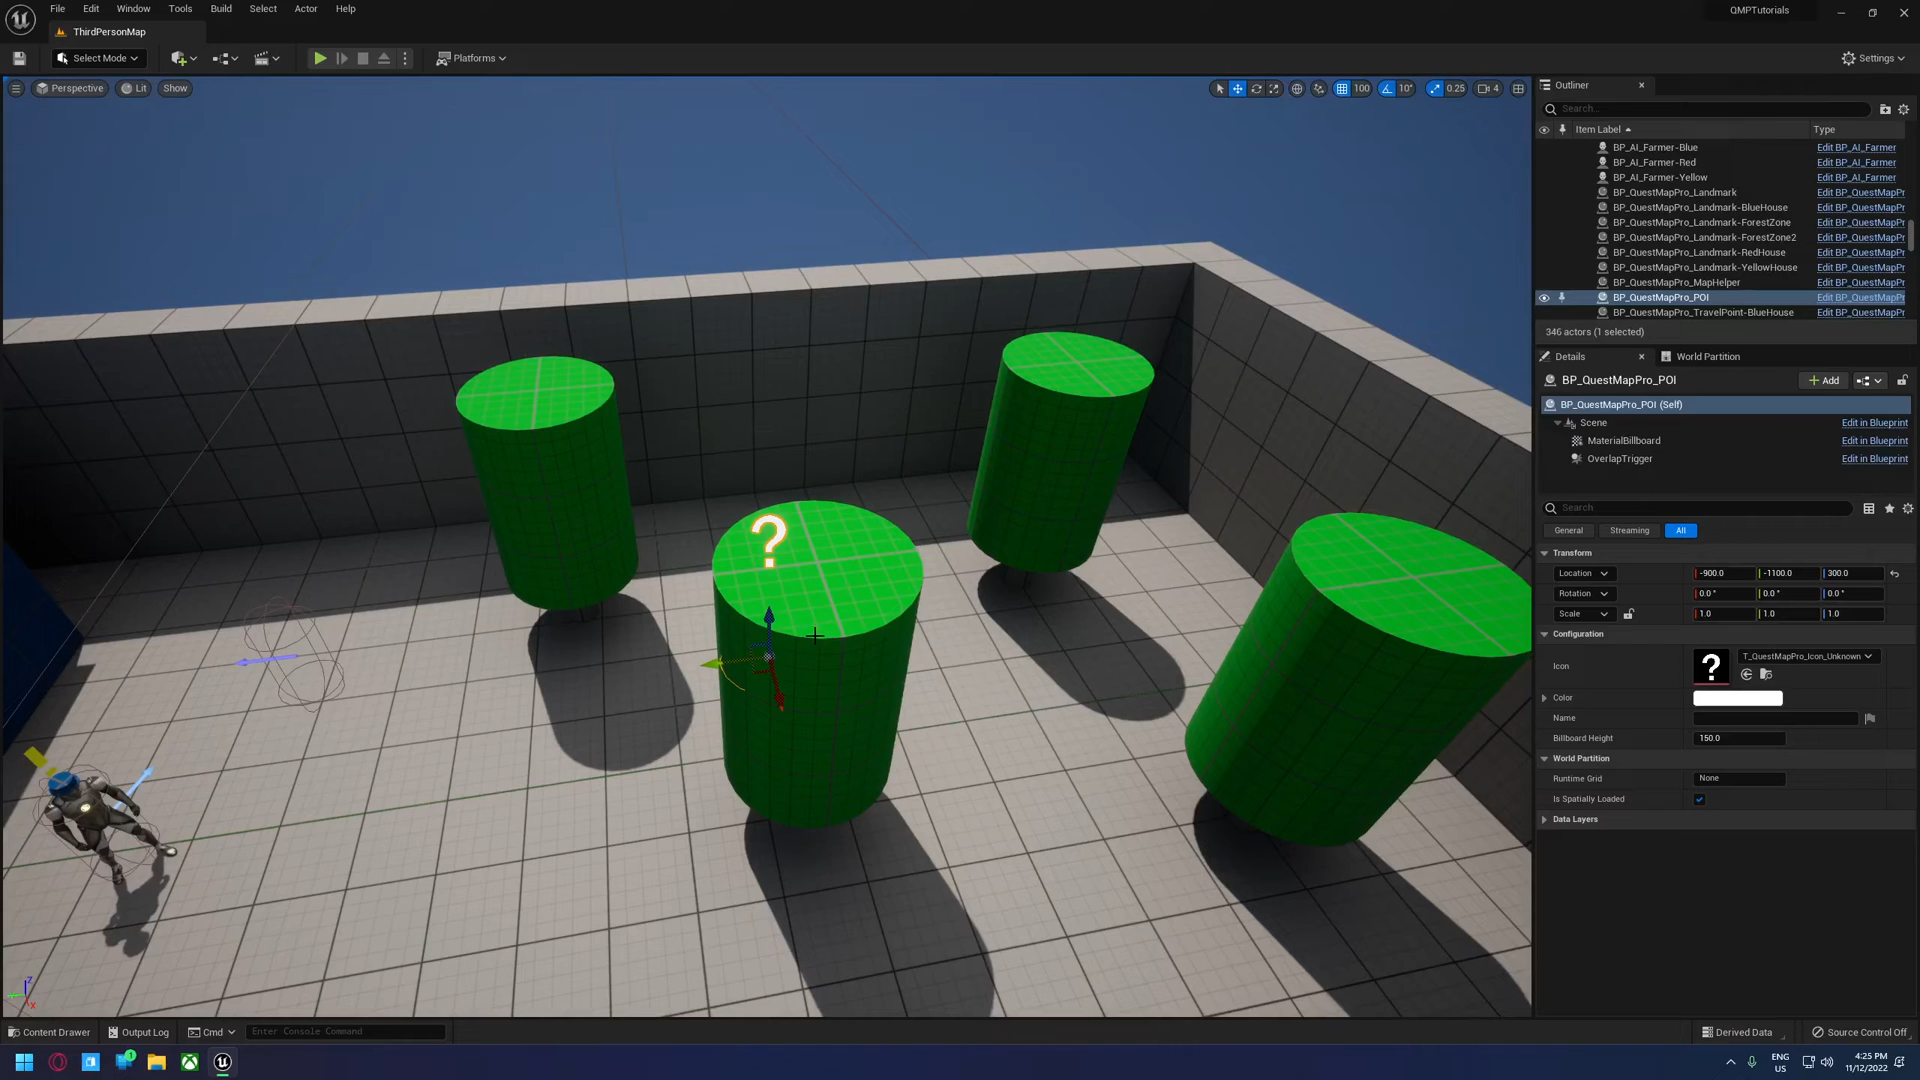 File Edit Window Tools Build Select Actor Help
QMPTutorials
ThirdPersonMap
Select Mode
Platforms
Settings
Perspective Lit Show
100 10° 0.25 4
Outliner
Search...
Item Label Type
BP_AI_Farmer-Blue Edit BP_AI_Farmer
BP_AI_Farmer-Red Edit BP_AI_Farmer
BP_AI_Farmer-Yellow Edit BP_AI_Farmer
BP_QuestMapPro_Landmark Edit BP_QuestMapPr
BP_QuestMapPro_Landmark-BlueHouse Edit BP_QuestMapPr
BP_QuestMapPro_Landmark-ForestZone Edit BP_QuestMapPr
BP_QuestMapPro_Landmark-ForestZone2 Edit BP_QuestMapPr
BP_QuestMapPro_Landmark-RedHouse Edit BP_QuestMapPr
BP_QuestMapPro_Landmark-YellowHouse Edit BP_QuestMapPr
BP_QuestMapPro_MapHelper Edit BP_QuestMapPr
BP_QuestMapPro_POI Edit BP_QuestMapPr
BP_QuestMapPro_TravelPoint-BlueHouse Edit BP_QuestMapPr
346 actors (1 selected)
Details World Partition
BP_QuestMapPro_POI Add
BP_QuestMapPro_POI (Self)
Scene Edit in Blueprint
MaterialBillboard Edit in Blueprint
OverlapTrigger Edit in Blueprint
Search
General Streaming All
Transform
Location -900.0 -1100.0 300.0
Rotation 0.0° 0.0° 0.0°
Scale 1.0 1.0 1.0
Configuration
Icon ? T_QuestMapPro_Icon_Unknown
Color
Name
Billboard Height 150.0
World Partition
Runtime Grid None
Is Spatially Loaded
Data Layers
?
Z
X
Content Drawer Output Log Cmd Enter Console Command
Derived Data Source Control Off
1
ENG
US
4:25 PM
11/12/2022